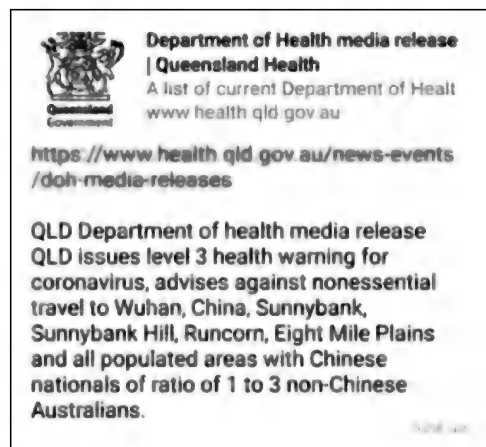 Department of Health media release
| Queensland Health
A list of current Department of Healt
www health qld gov au
Queensland
Government
https://www.health.qld.gov.au/news-events
/doh-media-releases
QLD Department of health media release
QLD issues level 3 health warning for
coronavirus, advises against nonessential
travel to Wuhan, China, Sunnybank,
Sunnybank Hill, Runcorn, Eight Mile Plains
and all populated areas with Chinese
nationals of ratio of 1 to 3 non-Chinese
Australians.